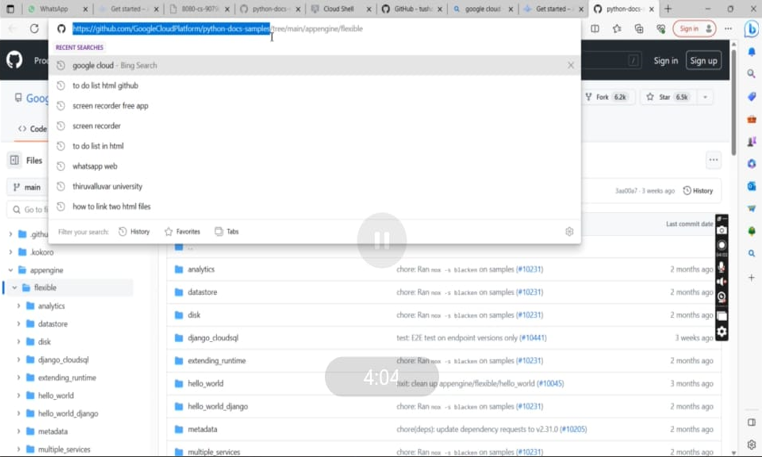 WhatsApp
Get started -
8080-cs-9071
python-doc
Cloud Shell
GitHub - tush
google cloud
Get started -
python-docs
https://github.com/GoogleCloudPlatform/python-docs-samples/tree/main/appengine/flexible
Sign in
RECENT SEARCHES
google cloud - Bing Search
to do list html github
screen recorder free app
screen recorder
to do list in html
whatsapp web
thiruvalluvar university
how to link two html files
Filter your search:
History
Favorites
Tabs
Sign in
Sign up
Fork 6.2k
Star 6.5k
Code
Files
main
Go to fi
3aa00a7 · 3 weeks ago
History
Last commit date
.githu
.kokoro
appengine
flexible
analytics
datastore
disk
django_cloudsql
extending_runtime
hello_world
hello_world_django
metadata
multiple_services
..
analytics chore: Ran nox -s blacken on samples (#10231) 2 months ago
datastore chore: Ran nox -s blacken on samples (#10231) 2 months ago
disk chore: Ran nox -s blacken on samples (#10231) 2 months ago
django_cloudsql test: E2E test on endpoint versions only (#10441) 3 weeks ago
extending_runtime chore: Ran nox -s blacken on samples (#10231) 2 months ago
hello_world clean up appengine/flexible/hello_world (#10045) 3 months ago
hello_world_django chore: Ran nox -s blacken on samples (#10231) 2 months ago
metadata chore(deps): update dependency requests to v2.31.0 (#10205) 2 months ago
multiple_services chore: Ran nox -s blacken on samples (#10231) 2 months ago
4:04
04:03